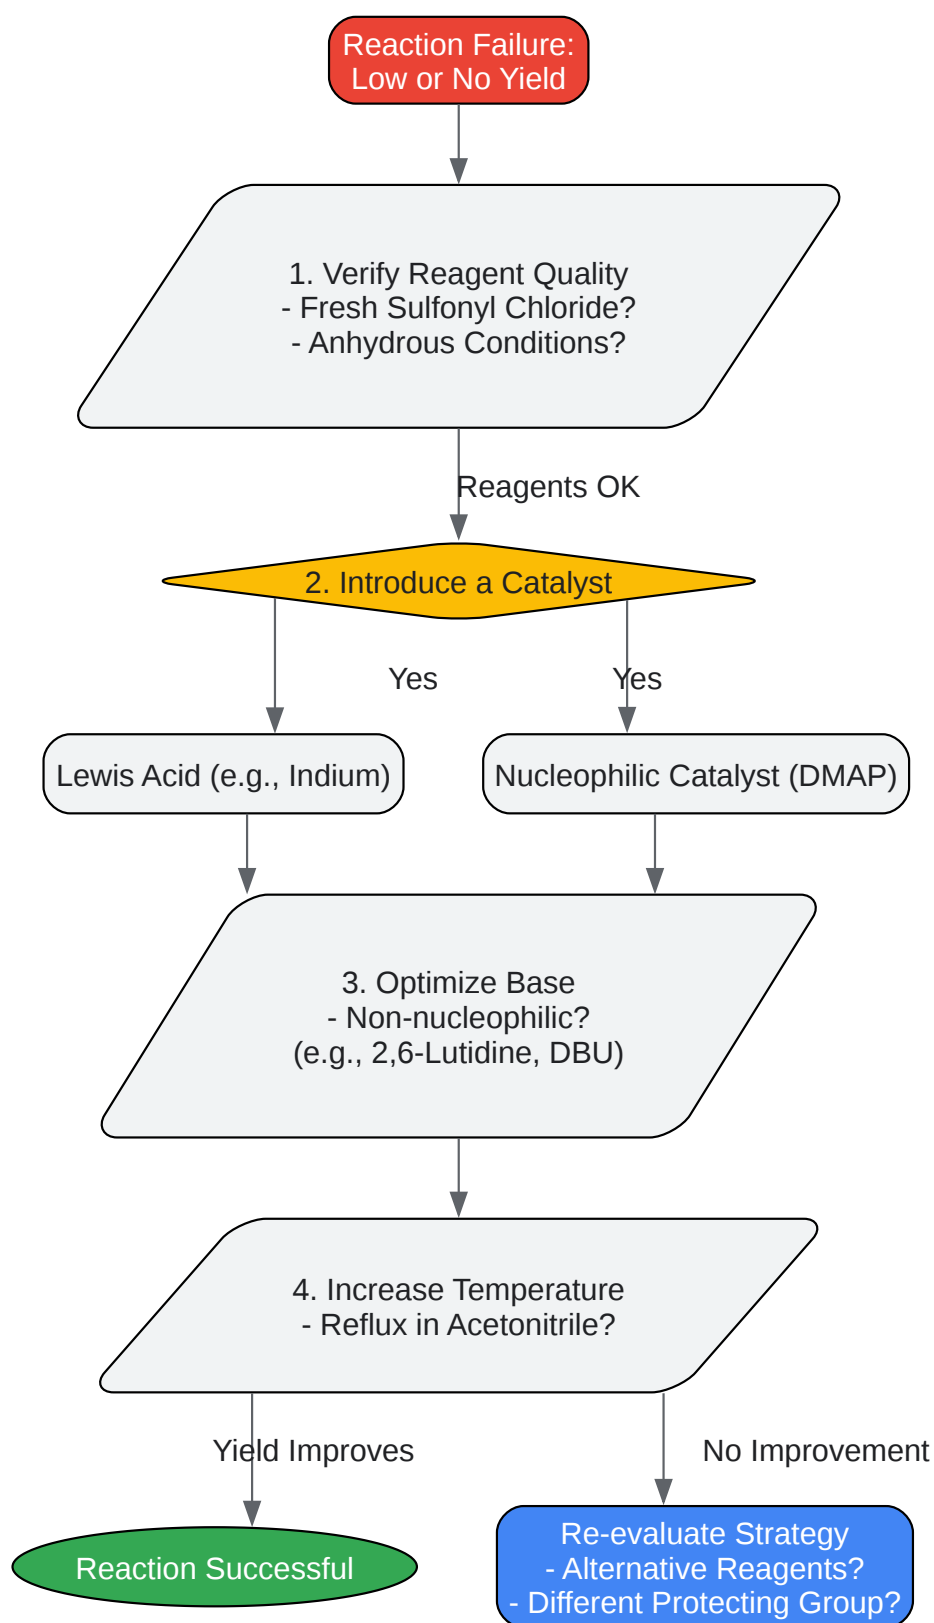 Reaction Failure:
Low or No Yield
1. Verify Reagent Quality
- Fresh Sulfonyl Chloride?
- Anhydrous Conditions?
Reagents OK
2. Introduce a Catalyst
Yes
Yes
Lewis Acid (e.g., Indium)
Nucleophilic Catalyst (DMAP)
3. Optimize Base
- Non-nucleophilic?
(e.g., 2,6-Lutidine, DBU)
4. Increase Temperature
- Reflux in Acetonitrile?
Yield Improves
No Improvement
Reaction Successful
Re-evaluate Strategy
- Alternative Reagents?
- Different Protecting Group?